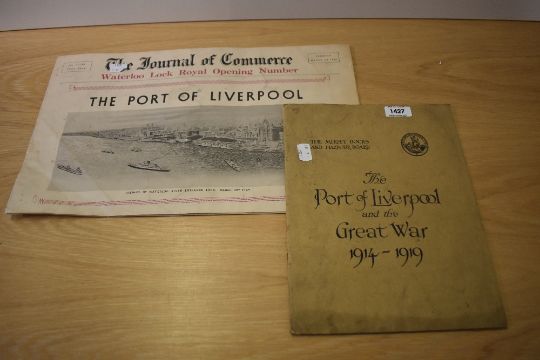 The Journal of Commerce
Waterloo Lock Royal Opening Number
THE PORT OF LIVERPOOL
1427
THE MERSEY DOCKS
AND HARBOUR BOARD
The
Port of Liverpool
and the
Great War
1914-1919